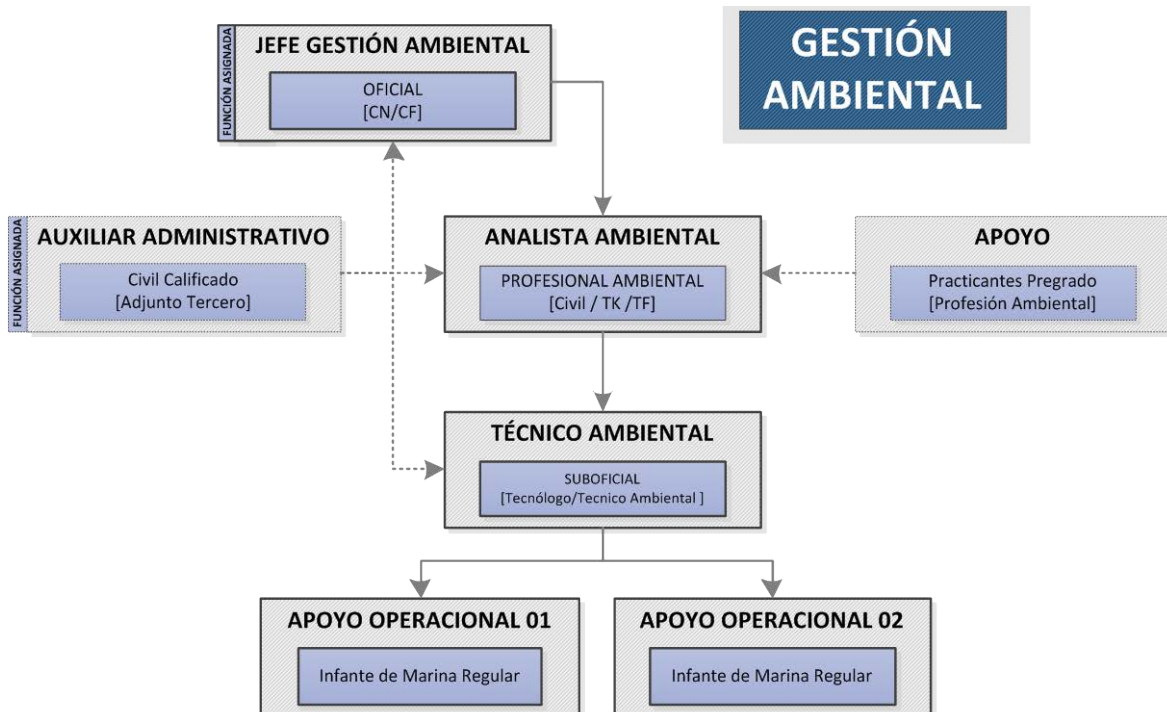 GESTIÓN
AMBIENTAL
FUNCIÓN ASIGNADA
JEFE GESTIÓN AMBIENTAL
OFICIAL
[CN/CF]
FUNCIÓN ASIGNADA
AUXILIAR ADMINISTRATIVO
Civil Calificado
[Adjunto Tercero]
ANALISTA AMBIENTAL
PROFESIONAL AMBIENTAL
[Civil / TK /TF]
APOYO
Practicantes Pregrado
[Profesión Ambiental]
TÉCNICO AMBIENTAL
SUBOFICIAL
[Tecnólogo/Tecnico Ambiental ]
APOYO OPERACIONAL 01
Infante de Marina Regular
APOYO OPERACIONAL 02
Infante de Marina Regular